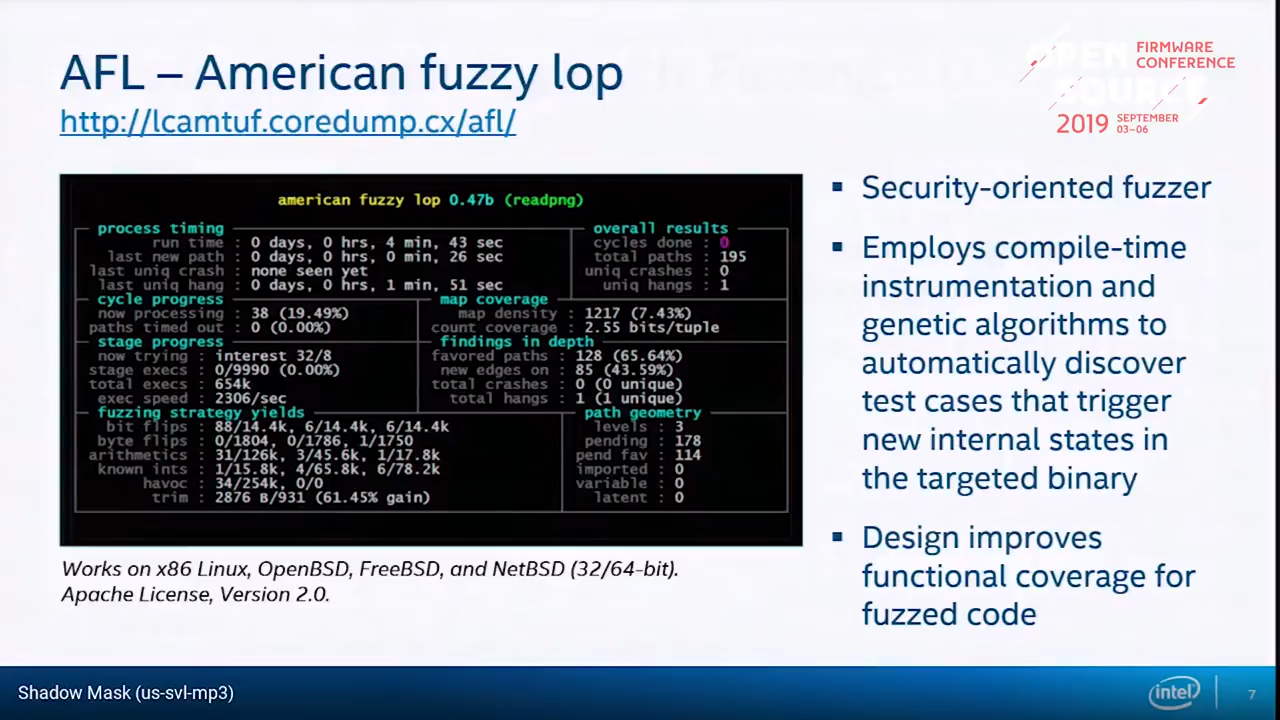 AFL – American fuzzy lop
http://lcamtuf.coredump.cx/afl/
OPEN SOURCE
FIRMWARE
CONFERENCE
2019 SEPTEMBER
03–06
american fuzzy lop 0.47b (readpng)
process timing
run time : 0 days, 0 hrs, 4 min, 43 sec
last new path : 0 days, 0 hrs, 0 min, 26 sec
last uniq crash : none seen yet
last uniq hang : 0 days, 0 hrs, 1 min, 51 sec
overall results
cycles done : 0
total paths : 195
uniq crashes : 0
uniq hangs : 1
cycle progress
now processing : 38 (19.49%)
paths timed out : 0 (0.00%)
map coverage
map density : 1217 (7.43%)
count coverage : 2.55 bits/tuple
stage progress
now trying : interest 32/8
stage execs : 0/9990 (0.00%)
total execs : 654k
exec speed : 2306/sec
findings in depth
favored paths : 128 (65.64%)
new edges on : 85 (43.59%)
total crashes : 0 (0 unique)
total hangs : 1 (1 unique)
fuzzing strategy yields
bit flips : 88/14.4k, 6/14.4k, 6/14.4k
byte flips : 0/1804, 0/1786, 1/1750
arithmetics : 31/126k, 3/45.6k, 1/17.8k
known ints : 1/15.8k, 4/65.8k, 6/78.2k
havoc : 34/254k, 0/0
trim : 2876 B/931 (61.45% gain)
path geometry
levels : 3
pending : 178
pend fav : 114
imported : 0
variable : 0
latent : 0
Works on x86 Linux, OpenBSD, FreeBSD, and NetBSD (32/64-bit).
Apache License, Version 2.0.
▪ Security-oriented fuzzer
▪ Employs compile-time
instrumentation and
genetic algorithms to
automatically discover
test cases that trigger
new internal states in
the targeted binary
▪ Design improves
functional coverage for
fuzzed code
Shadow Mask (us-svl-mp3)
intel
7